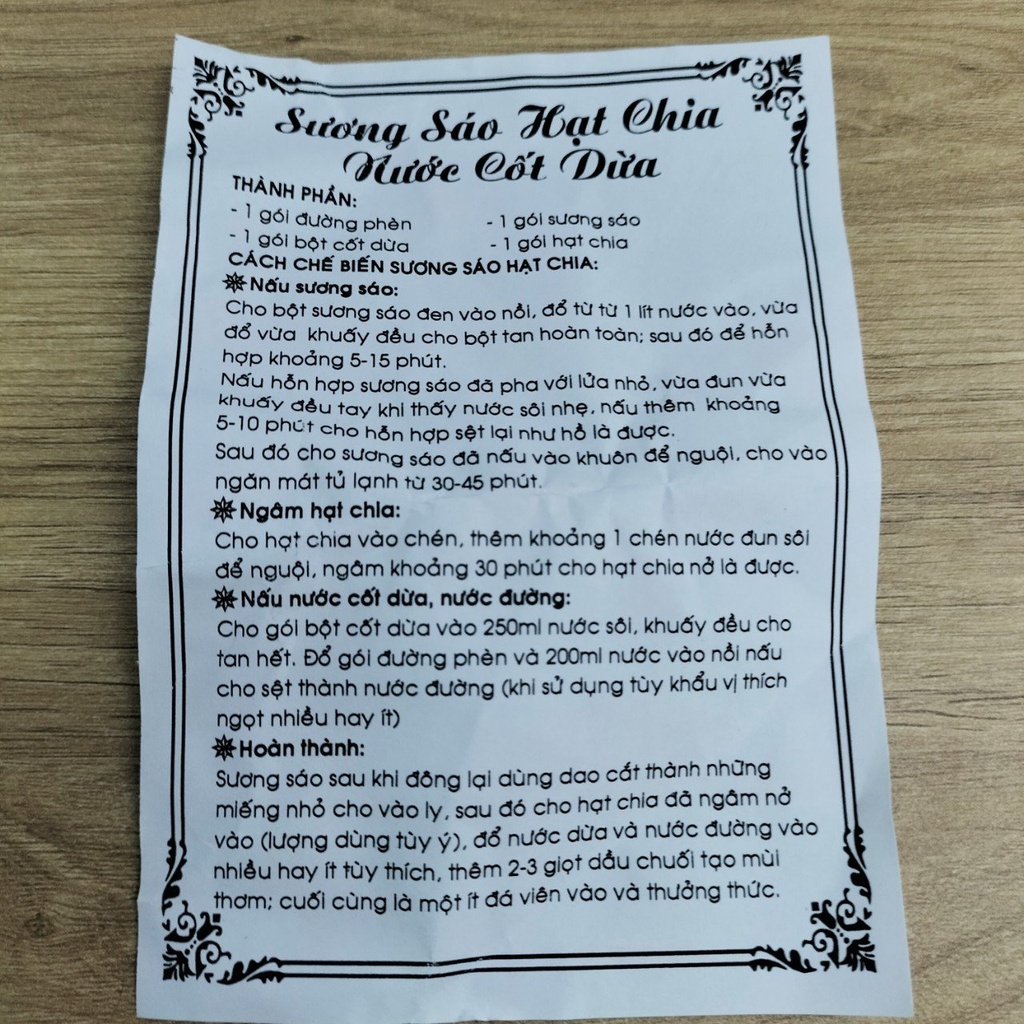 Sương Sáo Hạt Chia
Nước Cốt Dừa
THÀNH PHẦN:
- 1 gói đường phèn - 1 gói sương sáo
- 1 gói bột cốt dừa - 1 gói hạt chia
CÁCH CHẾ BIẾN SƯƠNG SÁO HẠT CHIA:
Nấu sương sáo:
Cho bột sương sáo đen vào nồi, đổ từ từ 1 lít nước vào, vừa
đổ vừa khuấy đều cho bột tan hoàn toàn; sau đó để hỗn
hợp khoảng 5-15 phút.
Nấu hỗn hợp sương sáo đã pha với lửa nhỏ, vừa đun vừa
khuấy đều tay khi thấy nước sôi nhẹ, nấu thêm khoảng
5-10 phút cho hỗn hợp sệt lại như hồ là được.
Sau đó cho sương sáo đã nấu vào khuôn để nguội, cho vào
ngăn mát tủ lạnh từ 30-45 phút.
Ngâm hạt chia:
Cho hạt chia vào chén, thêm khoảng 1 chén nước đun sôi
để nguội, ngâm khoảng 30 phút cho hạt chia nở là được.
Nấu nước cốt dừa, nước đường:
Cho gói bột cốt dừa vào 250ml nước sôi, khuấy đều cho
tan hết. Đổ gói đường phèn và 200ml nước vào nồi nấu
cho sệt thành nước đường (khi sử dụng tùy khẩu vị thích
ngọt nhiều hay ít)
Hoàn thành:
Sương sáo sau khi đông lại dùng dao cắt thành những
miếng nhỏ cho vào ly, sau đó cho hạt chia đã ngâm nở
vào (lượng dùng tùy ý), đổ nước dừa và nước đường vào
nhiều hay ít tùy thích, thêm 2-3 giọt dầu chuối tạo mùi
thơm; cuối cùng là một ít đá viên vào và thưởng thức.